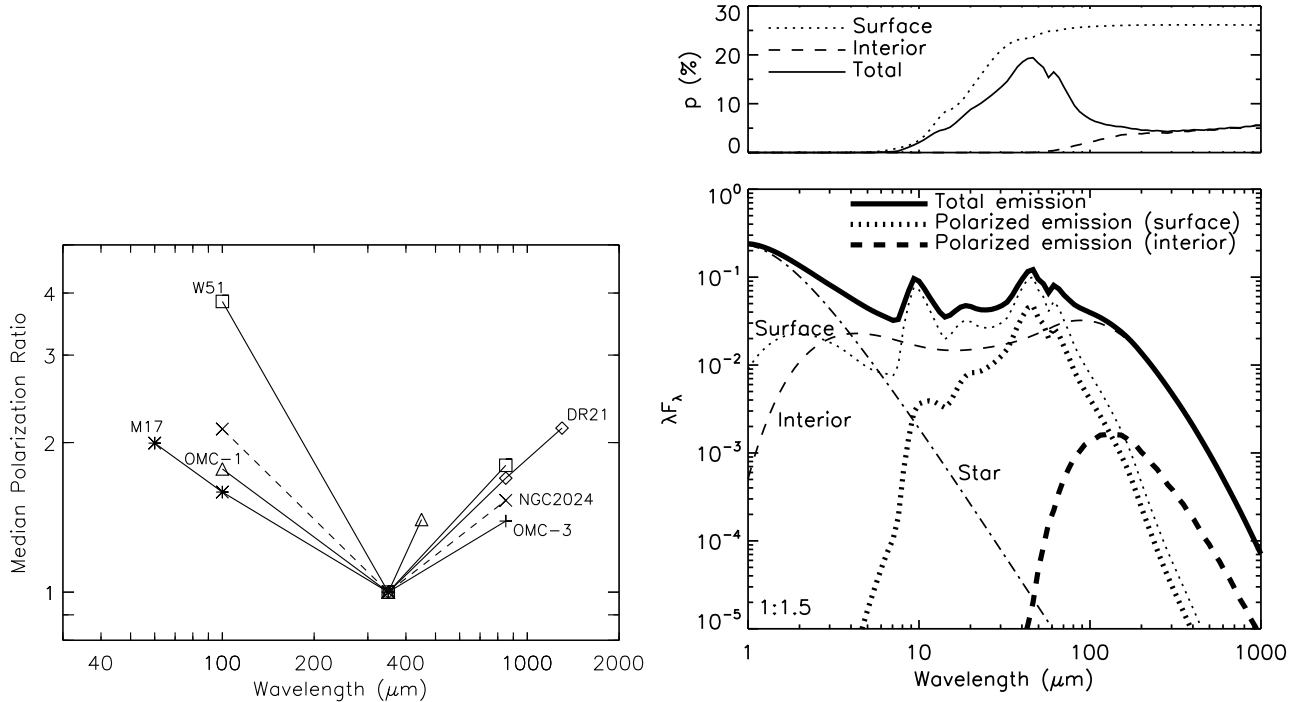 Median Polarization Ratio
4
3
2
1
W51
M17
OMC-1
DR21
NGC2024
OMC-3
40
100
200
400
1000
2000
Wavelength (μm)
p (%)
30
20
10
0
Surface
Interior
Total
λFλ
10^0
10^-1
10^-2
10^-3
10^-4
10^-5
Total emission
Polarized emission (surface)
Polarized emission (interior)
Surface
Interior
Star
1:1.5
1
10
100
1000
Wavelength (μm)